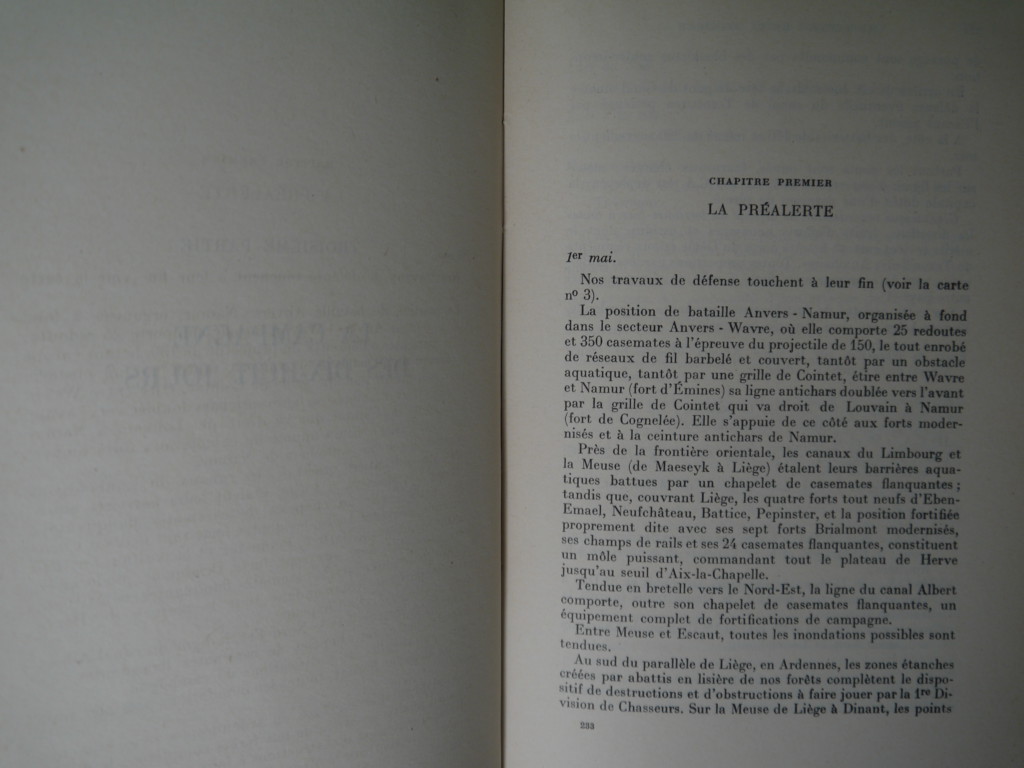 CHAPITRE PREMIER
LA PRÉALERTE
1er mai.
Nos travaux de défense touchent à leur fin (voir la carte
nº 3).
La position de bataille Anvers - Namur, organisée à fond
dans le secteur Anvers - Wavre, où elle comporte 25 redoutes
et 350 casemates à l'épreuve du projectile de 150, le tout enrobé
de réseaux de fil barbelé et couvert, tantôt par un obstacle
aquatique, tantôt par une grille de Cointet, étire entre Wavre
et Namur (fort d'Émines) sa ligne antichars doublée vers l'avant
par la grille de Cointet qui va droit de Louvain à Namur
(fort de Cognelée). Elle s'appuie de ce côté aux forts moder-
nisés et à la ceinture antichars de Namur.
Près de la frontière orientale, les canaux du Limbourg et
la Meuse (de Maeseyk à Liège) étalent leurs barrières aqua-
tiques battues par un chapelet de casemates flanquantes ;
tandis que, couvrant Liège, les quatre forts tout neufs d'Eben-
Emael, Neufchâteau, Battice, Pepinster, et la position fortifiée
proprement dite avec ses sept forts Brialmont modernisés,
ses champs de rails et ses 24 casemates flanquantes, constituent
un môle puissant, commandant tout le plateau de Herve
jusqu'au seuil d'Aix-la-Chapelle.
Tendue en bretelle vers le Nord-Est, la ligne du canal Albert
comporte, outre son chapelet de casemates flanquantes, un
équipement complet de fortifications de campagne.
Entre Meuse et Escaut, toutes les inondations possibles sont
tendues.
Au sud du parallèle de Liège, en Ardennes, les zones étanches
créées par abattis en lisière de nos forêts complètent le dispo-
sitif de destructions et d'obstructions à faire jouer par la 1re Di-
vision de Chasseurs. Sur la Meuse de Liège à Dinant, les points
233